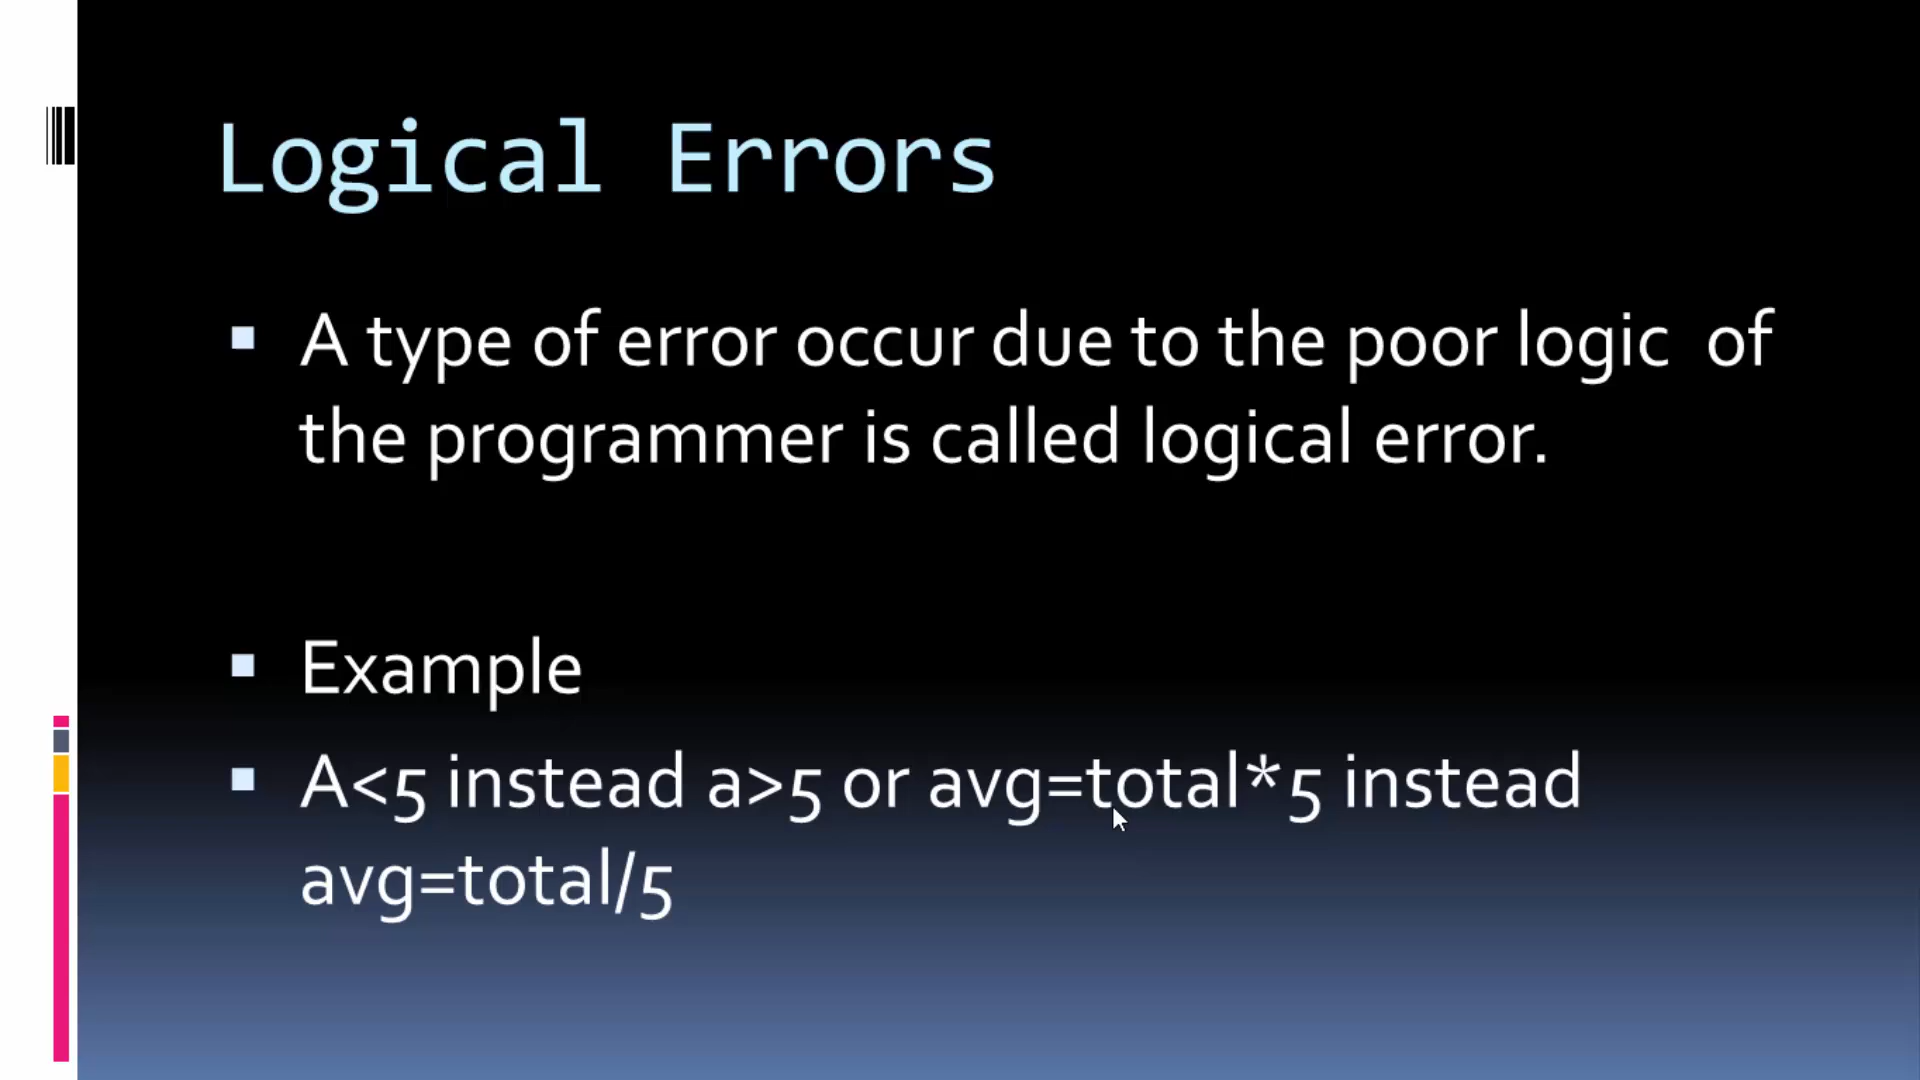 Logical Errors
A type of error occur due to the poor logic  of
the programmer is called logical error.
Example
A<5 instead a>5 or avg=total*5 instead
avg=total/5